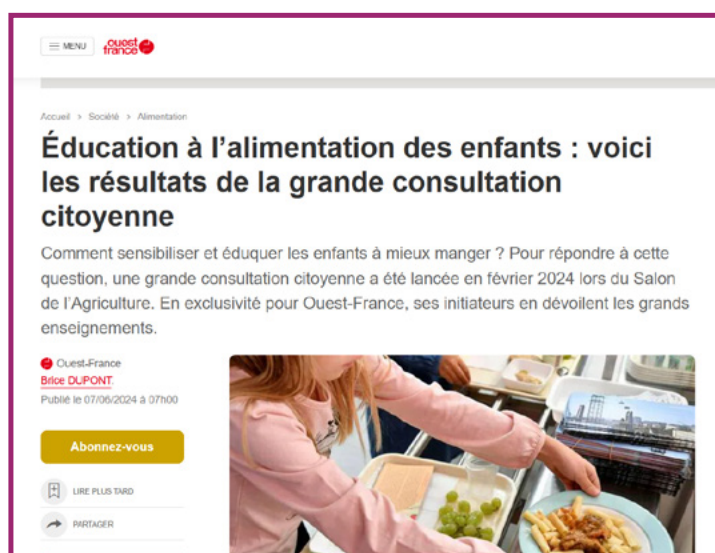 MENU
ouest
france
Accueil > Société > Alimentation
Éducation à l'alimentation des enfants : voici
les résultats de la grande consultation
citoyenne
Comment sensibiliser et éduquer les enfants à mieux manger ? Pour répondre à cette
question, une grande consultation citoyenne a été lancée en février 2024 lors du Salon
de l'Agriculture. En exclusivité pour Ouest-France, ses initiateurs en dévoilent les grands
enseignements.
Ouest-France
Brice DUPONT.
Publié le 07/06/2024 à 07h00
Abonnez-vous
LIRE PLUS TARD
PARTAGER